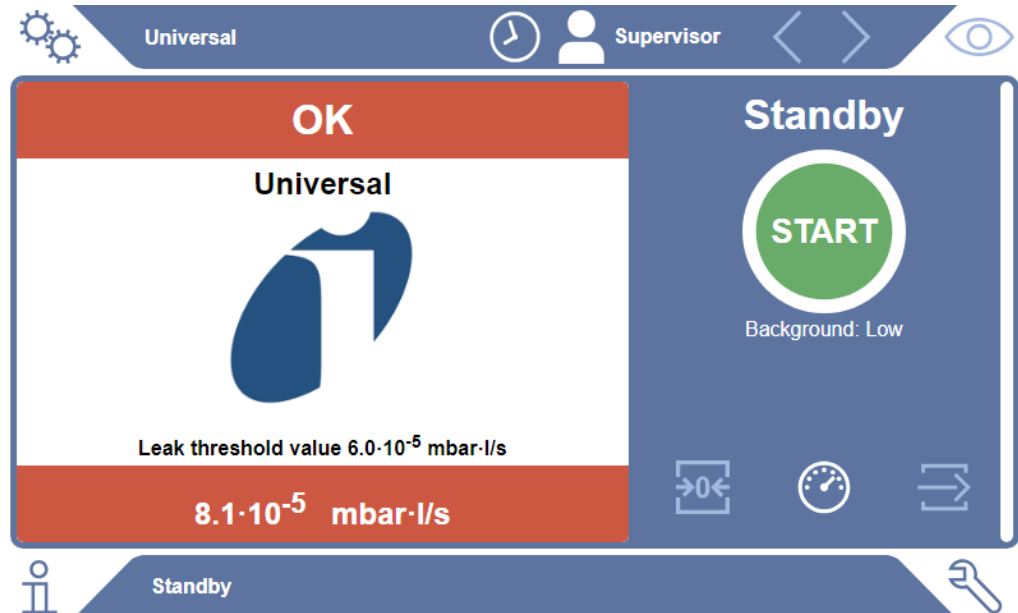 Universal
Supervisor
OK
Universal
Leak threshold value 6.0·10⁻⁵ mbar·l/s
8.1·10⁻⁵ mbar·l/s
Standby
START
Background: Low
→0←
Standby